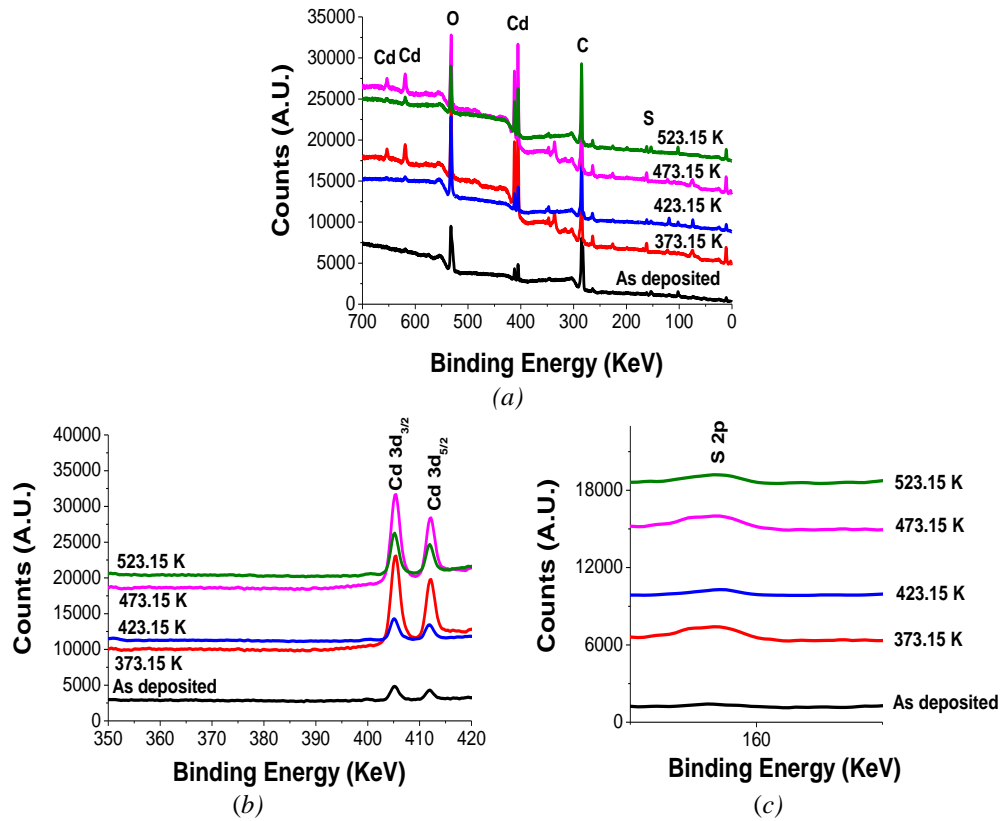 35000
30000
25000
20000
15000
10000
5000
0
Counts (A.U.)
Cd Cd
O
Cd
C
S
523.15 K
473.15 K
423.15 K
373.15 K
As deposited
700 600 500 400 300 200 100 0
Binding Energy (KeV)
(a)
40000
35000
30000
25000
20000
15000
10000
5000
0
Counts (A.U.)
Cd 3d3/2
Cd 3d5/2
523.15 K
473.15 K
423.15 K
373.15 K
As deposited
350 360 370 380 390 400 410 420
Binding Energy (KeV)
(b)
18000
12000
6000
0
Counts (A.U.)
S 2p
523.15 K
473.15 K
423.15 K
373.15 K
As deposited
160
Binding Energy (KeV)
(c)